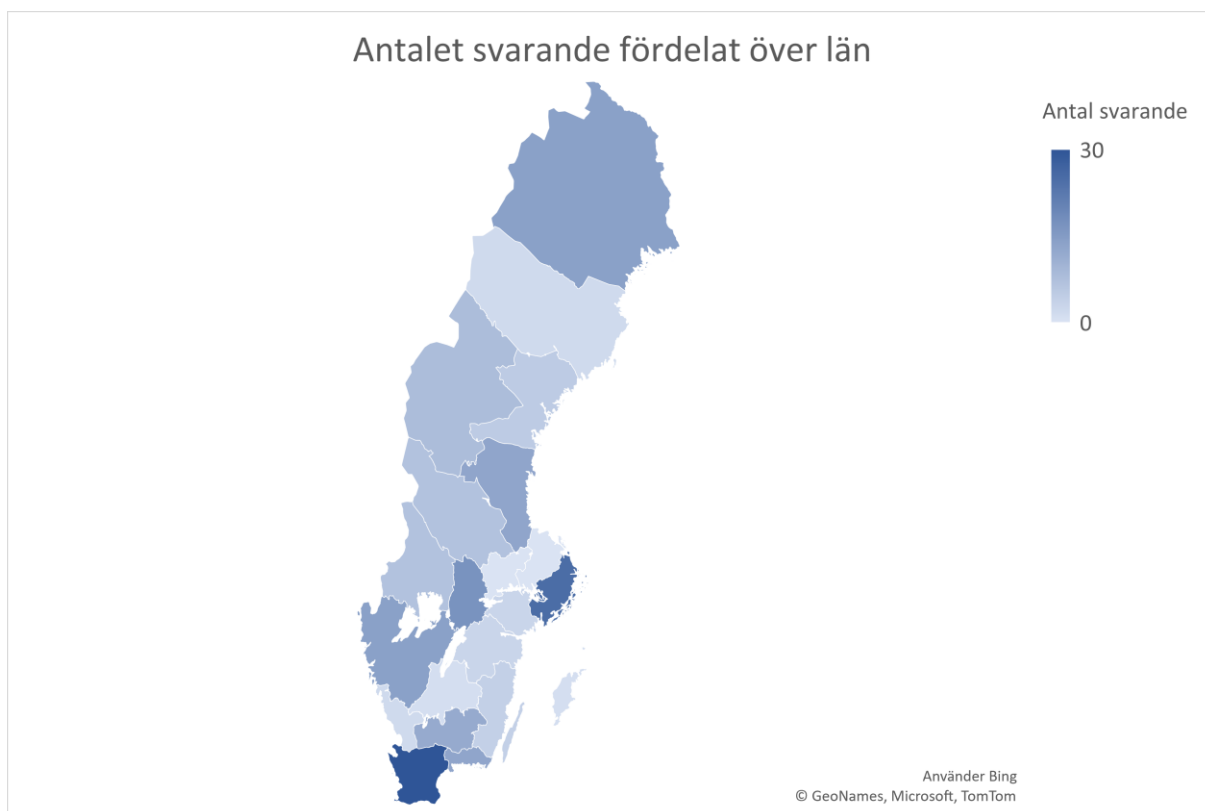 Antalet svarande fördelat över län
Antal svarande
30
0
Använder Bing
© GeoNames, Microsoft, TomTom